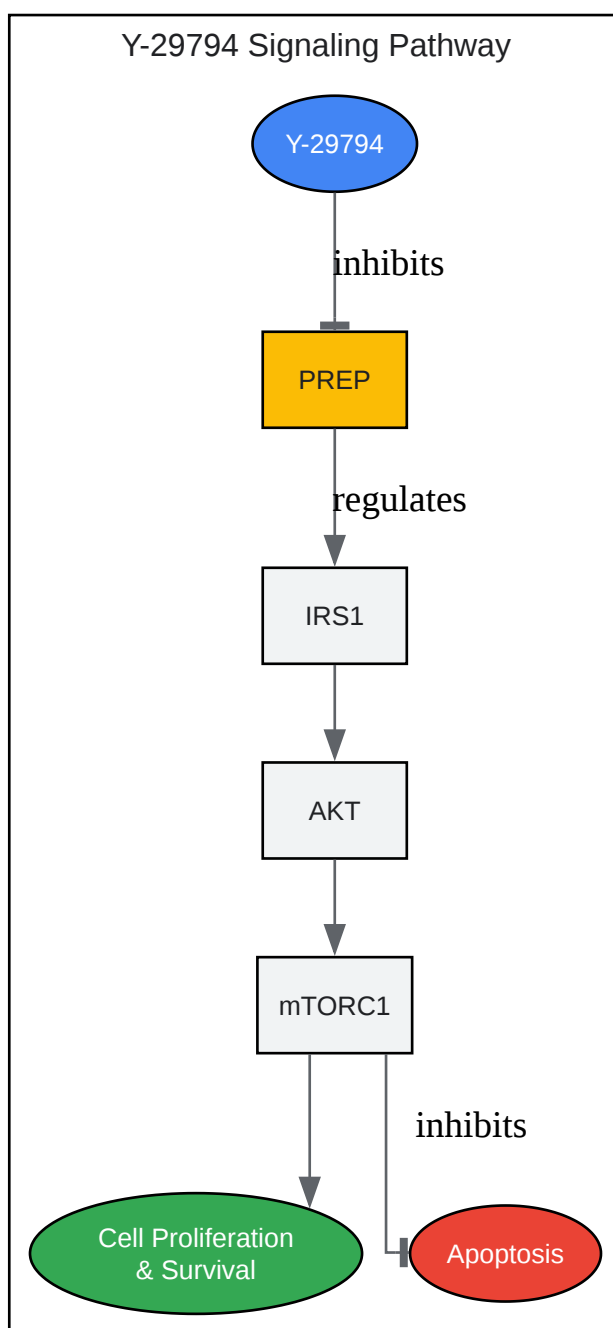 Y-29794 Signaling Pathway
Y-29794
inhibits
PREP
regulates
IRS1
AKT
mTORC1
inhibits
Cell Proliferation
& Survival
Apoptosis